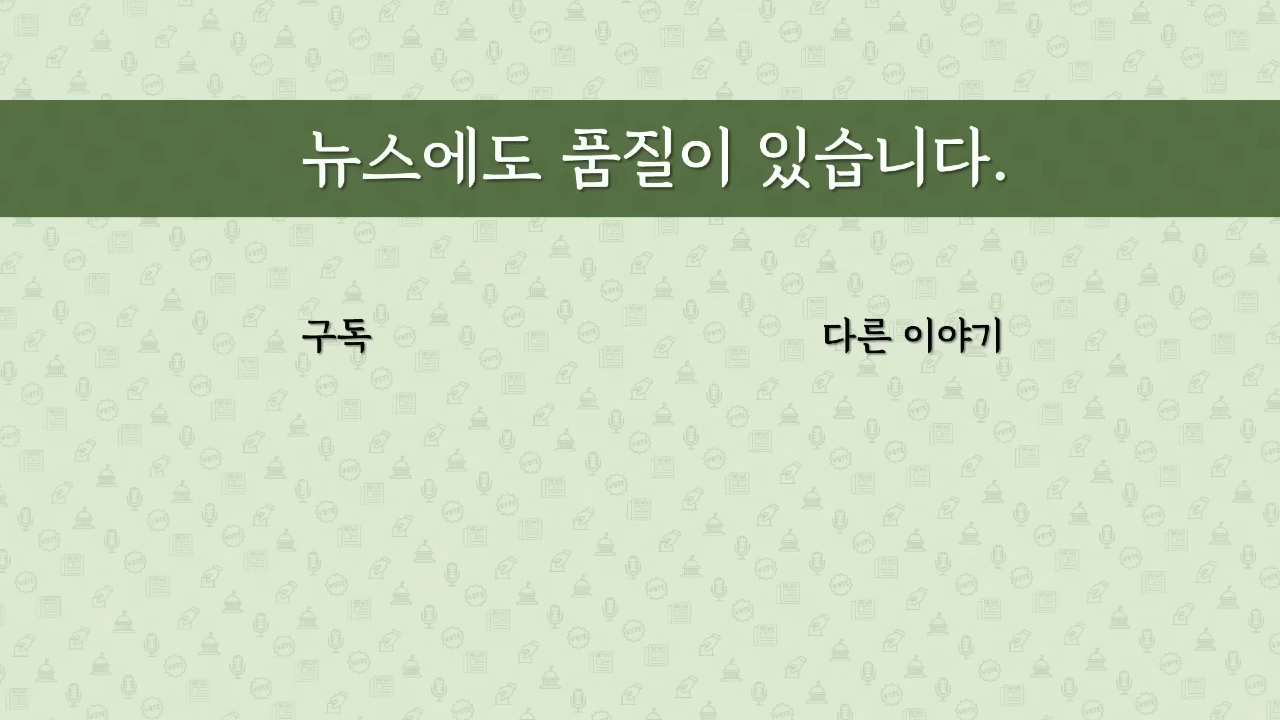 뉴스에도 품질이 있습니다.
구독
다른 이야기